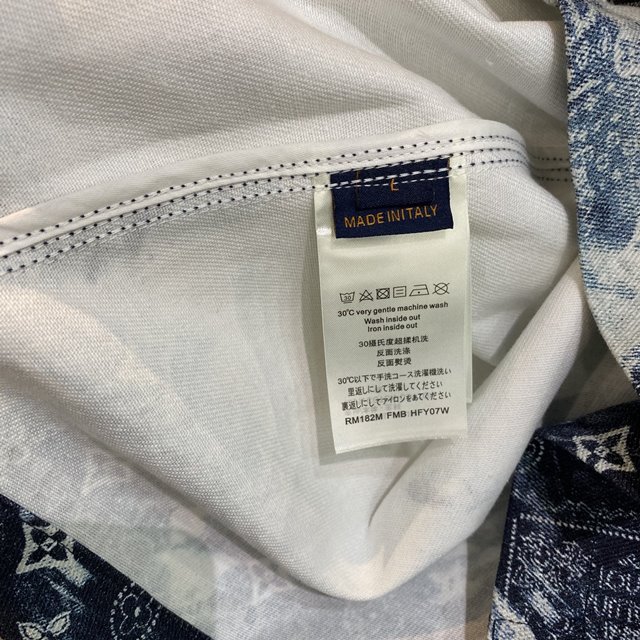 L
MADE IN ITALY
30°C very gentle machine wash
Wash inside out
Iron inside out
30攝氏度超揉机洗
反面洗涤
反面熨烫
30℃以下で手洗コース洗濯機洗い
里返しにして洗濯してください
裏返しにしてアイロンをあてください
RM182M FMB HFY07W